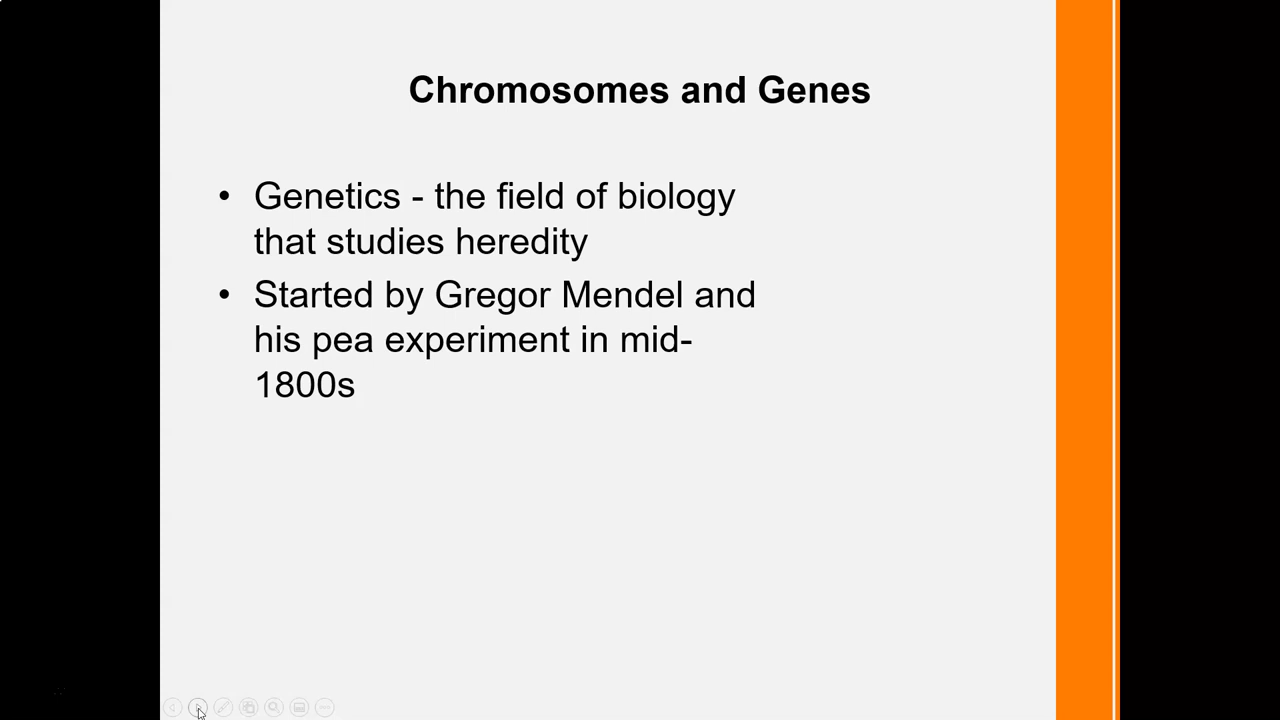 Chromosomes and Genes
• Genetics - the field of biology
that studies heredity
• Started by Gregor Mendel and
his pea experiment in mid-
1800s